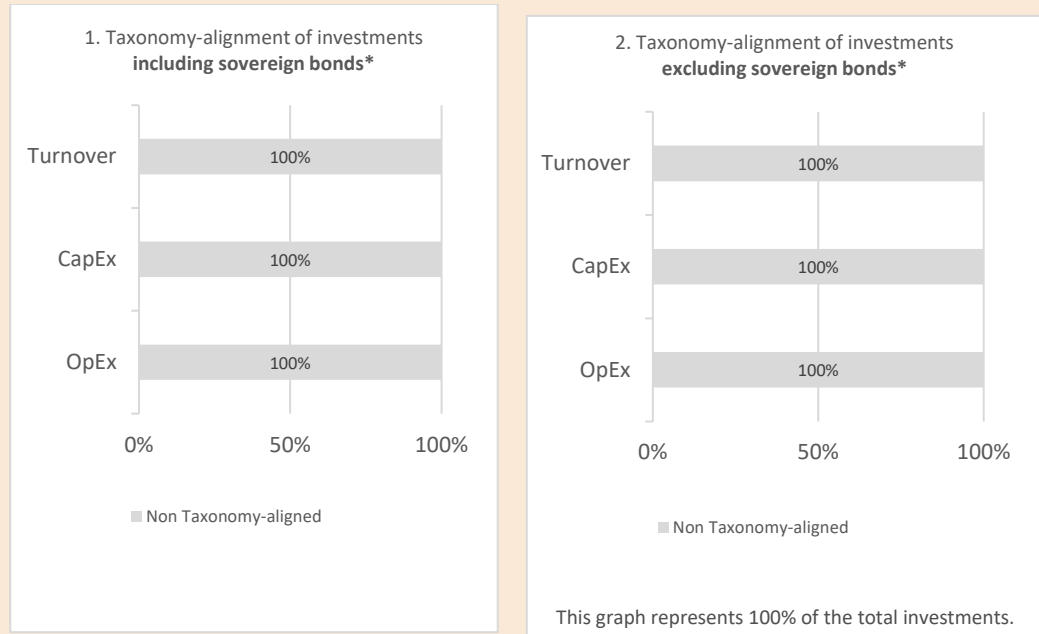 1. Taxonomy-alignment of investments
including sovereign bonds*
Turnover
100%
CapEx
100%
OpEx
100%
0%
50%
100%
Non Taxonomy-aligned
2. Taxonomy-alignment of investments
excluding sovereign bonds*
Turnover
100%
CapEx
100%
OpEx
100%
0%
50%
100%
Non Taxonomy-aligned
This graph represents 100% of the total investments.